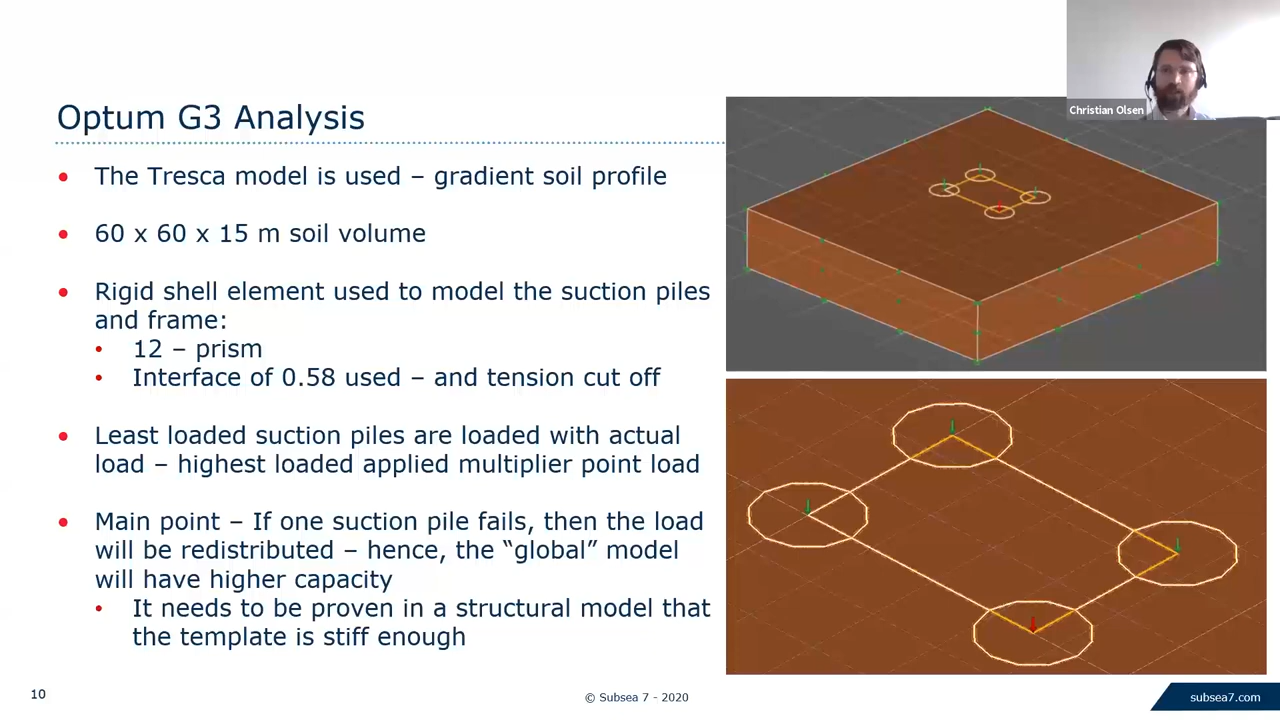 Christian Olsen
Optum G3 Analysis
• The Tresca model is used – gradient soil profile
• 60 x 60 x 15 m soil volume
• Rigid shell element used to model the suction piles
and frame:
• 12 – prism
• Interface of 0.58 used – and tension cut off
• Least loaded suction piles are loaded with actual
load – highest loaded applied multiplier point load
• Main point – If one suction pile fails, then the load
will be redistributed – hence, the “global” model
will have higher capacity
• It needs to be proven in a structural model that
the template is stiff enough
10
© Subsea 7 - 2020
subsea7.com